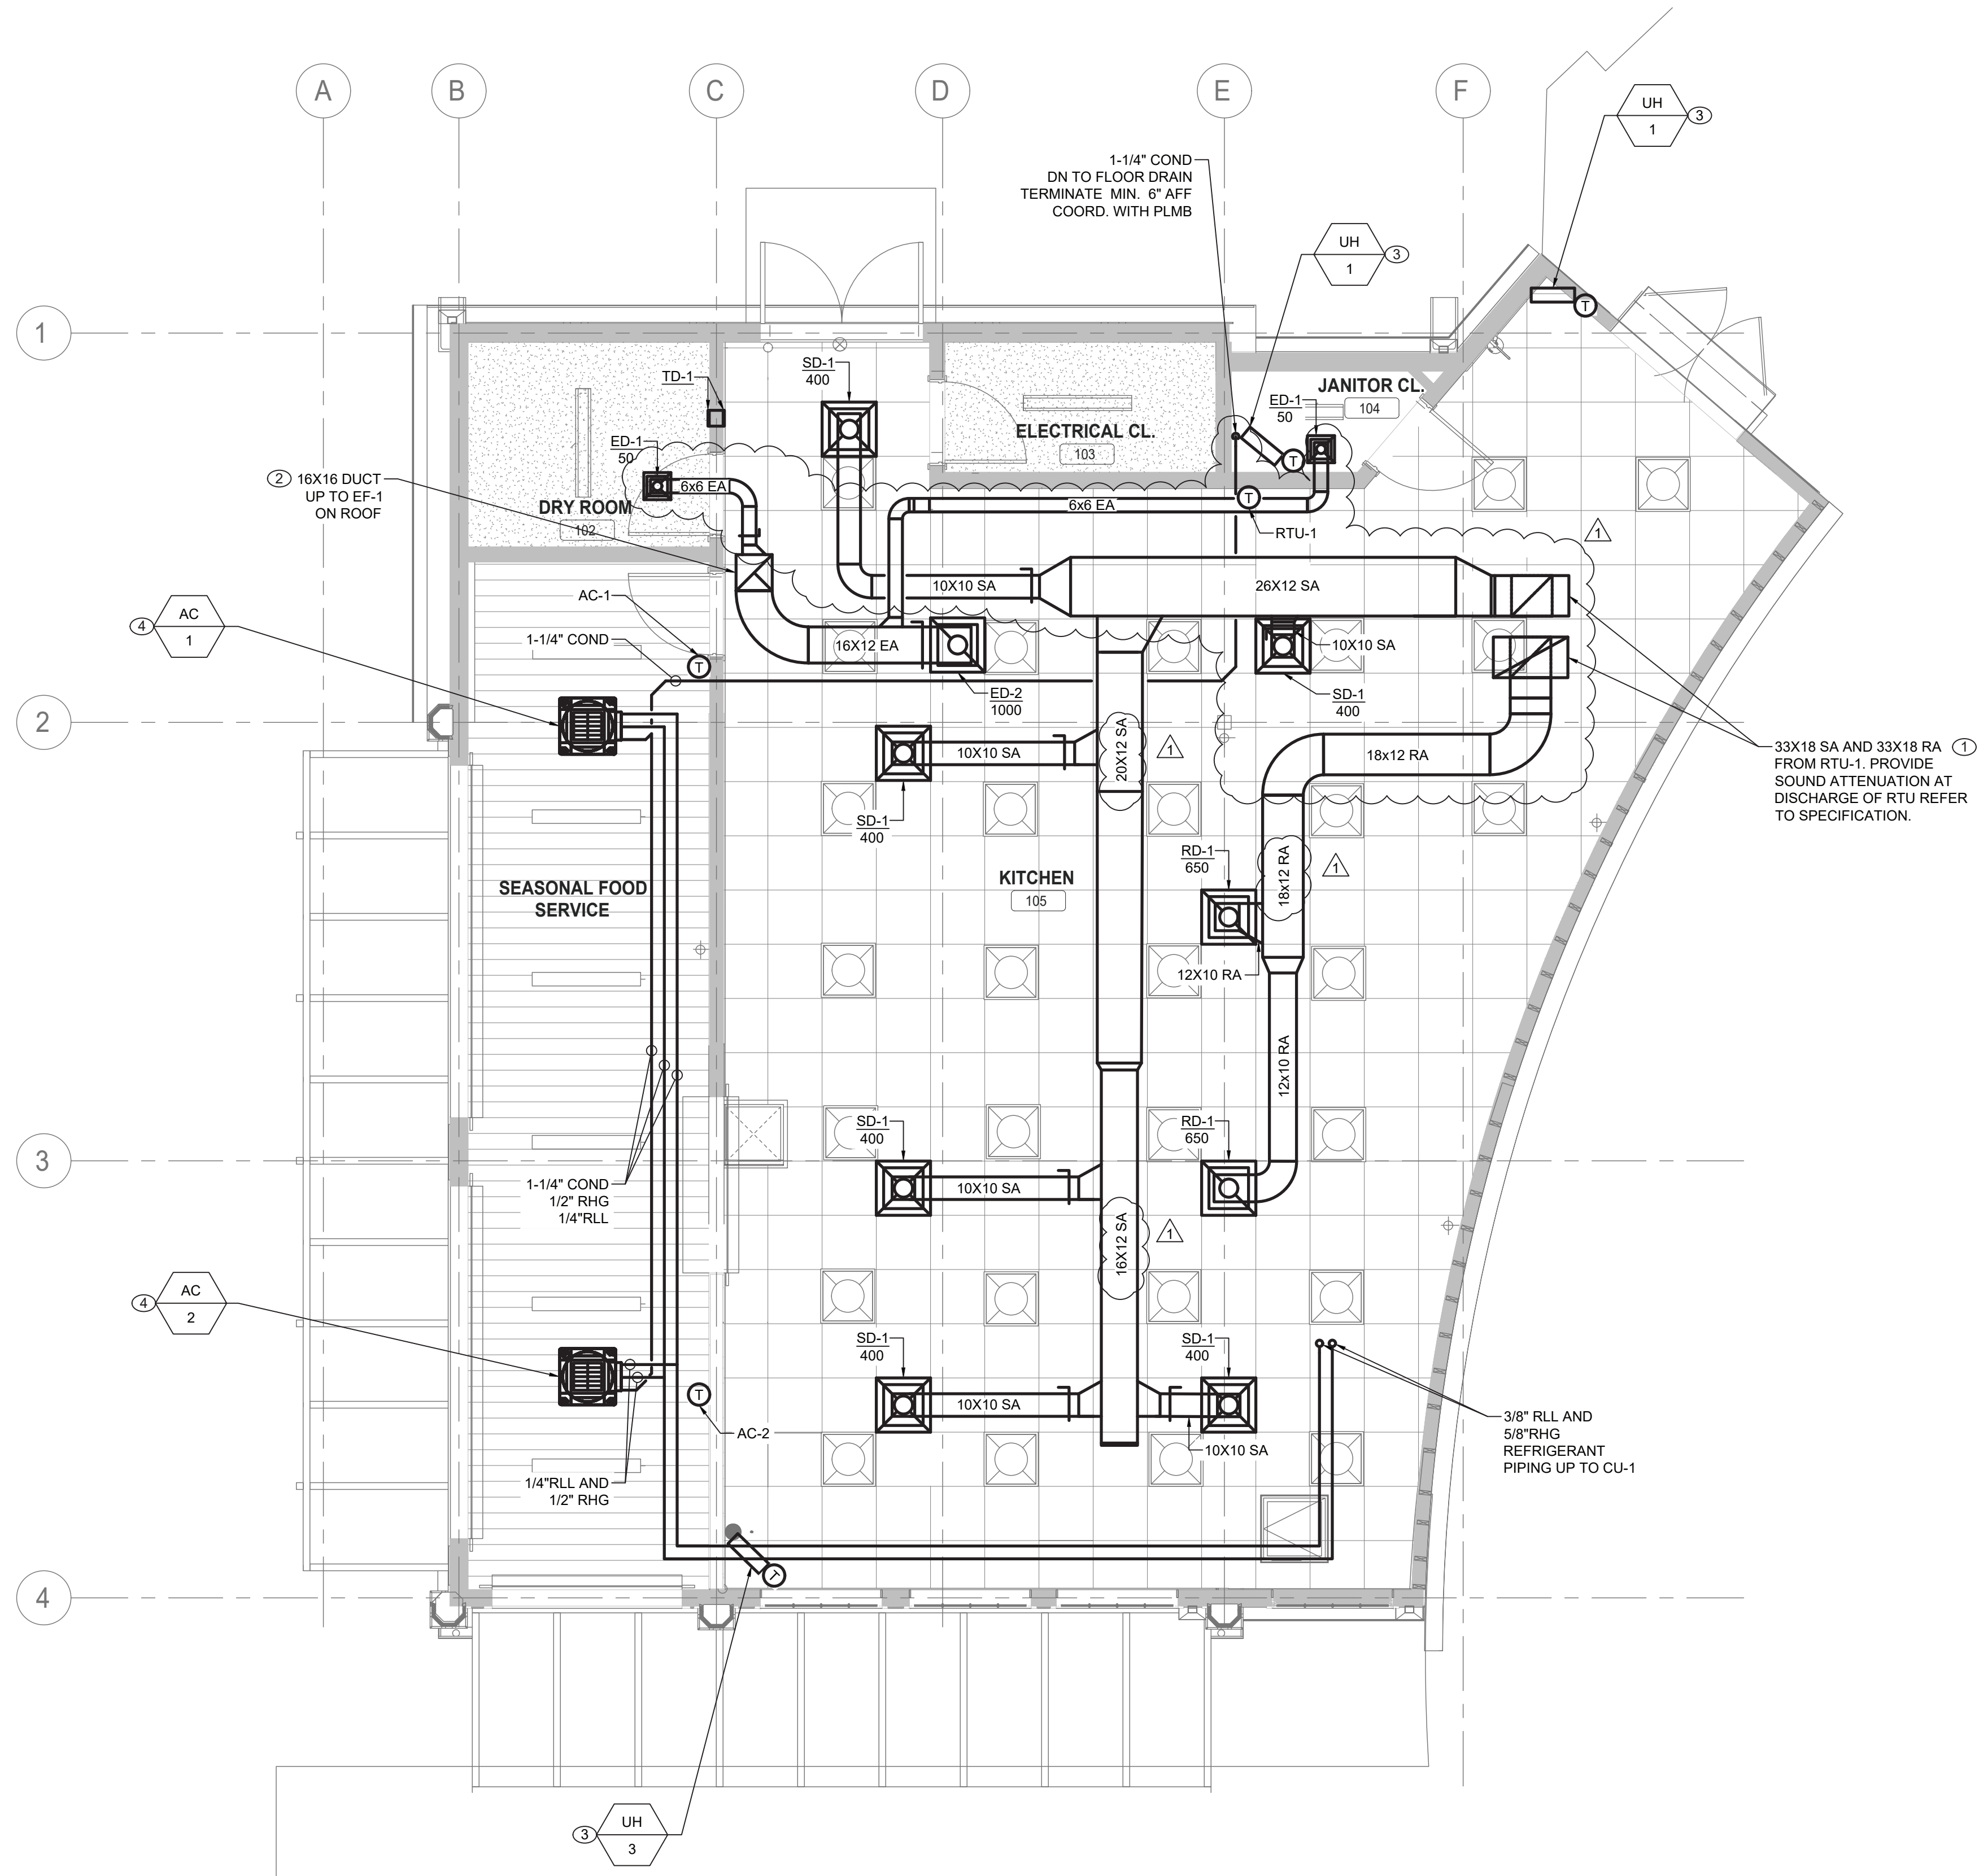 A
B
C
D
E
F
UH
1
3
1-1/4" COND
DN TO FLOOR DRAIN
TERMINATE MIN. 6" AFF
COORD. WITH PLMB
UH
1
3
T
1
TD-1
SD-1
400
JANITOR CL.
104
ED-1
50
ELECTRICAL CL.
103
ED-1
50
T
2
16X16 DUCT
UP TO EF-1
ON ROOF
6x6 EA
DRY ROOM
102
6x6 EA
T
RTU-1
1
10X10 SA
26X12 SA
AC-1
4
AC
1
1-1/4" COND
T
16X12 EA
10X10 SA
ED-2
1000
SD-1
400
2
10X10 SA
20X12 SA
1
18x12 RA
33X18 SA AND 33X18 RA
1
FROM RTU-1. PROVIDE
SOUND ATTENUATION AT
DISCHARGE OF RTU REFER
TO SPECIFICATION.
SD-1
400
RD-1
650
18x12 RA
1
SEASONAL FOOD
SERVICE
KITCHEN
105
12X10 RA
12x10 RA
SD-1
400
RD-1
650
3
1-1/4" COND
1/2" RHG
1/4"RLL
10X10 SA
16X12 SA
1
4
AC
2
SD-1
400
SD-1
400
T
AC-2
10X10 SA
10X10 SA
3/8" RLL AND
5/8"RHG
REFRIGERANT
PIPING UP TO CU-1
1/4"RLL AND
1/2" RHG
T
4
3
UH
3